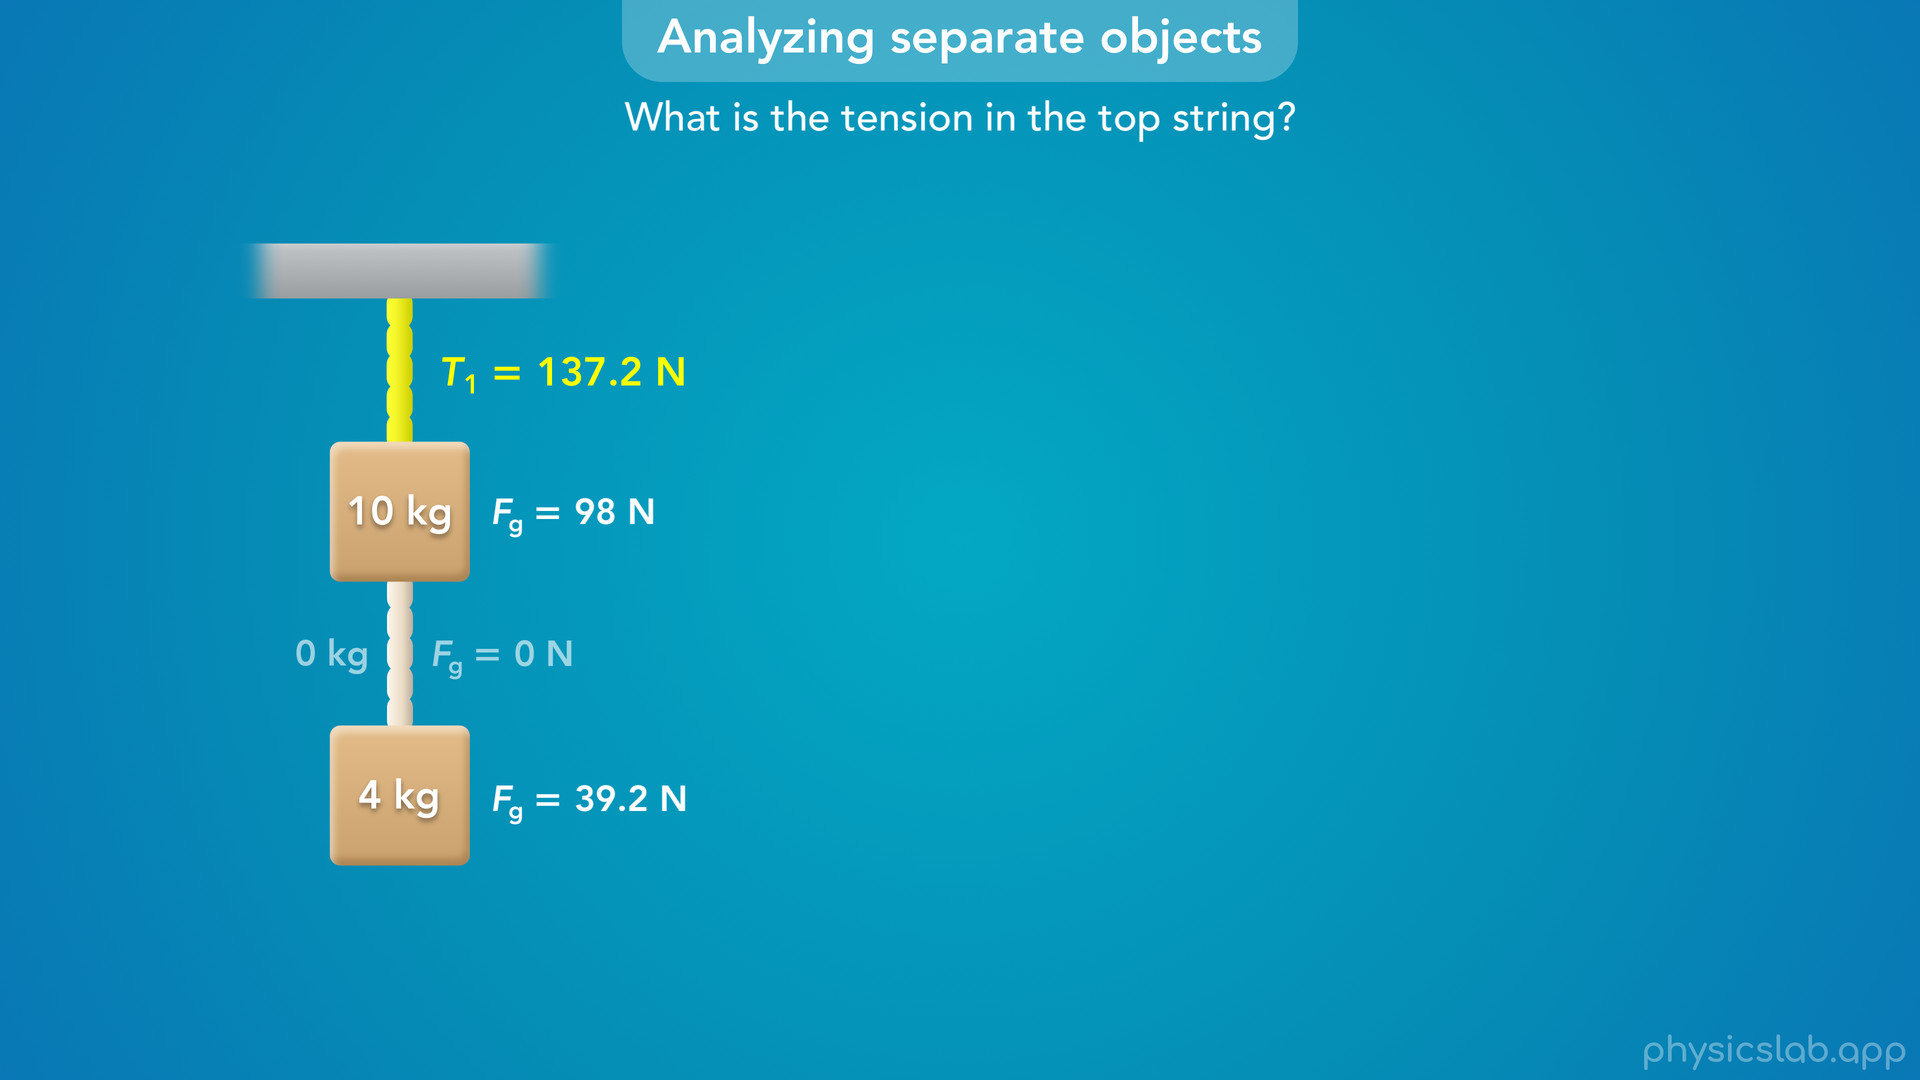 Analyzing separate objects
What is the tension in the top string?
T₁ = 137.2 N
10 kg
Fg = 98 N
0 kg
Fg = 0 N
4 kg
Fg = 39.2 N
physicslab.app